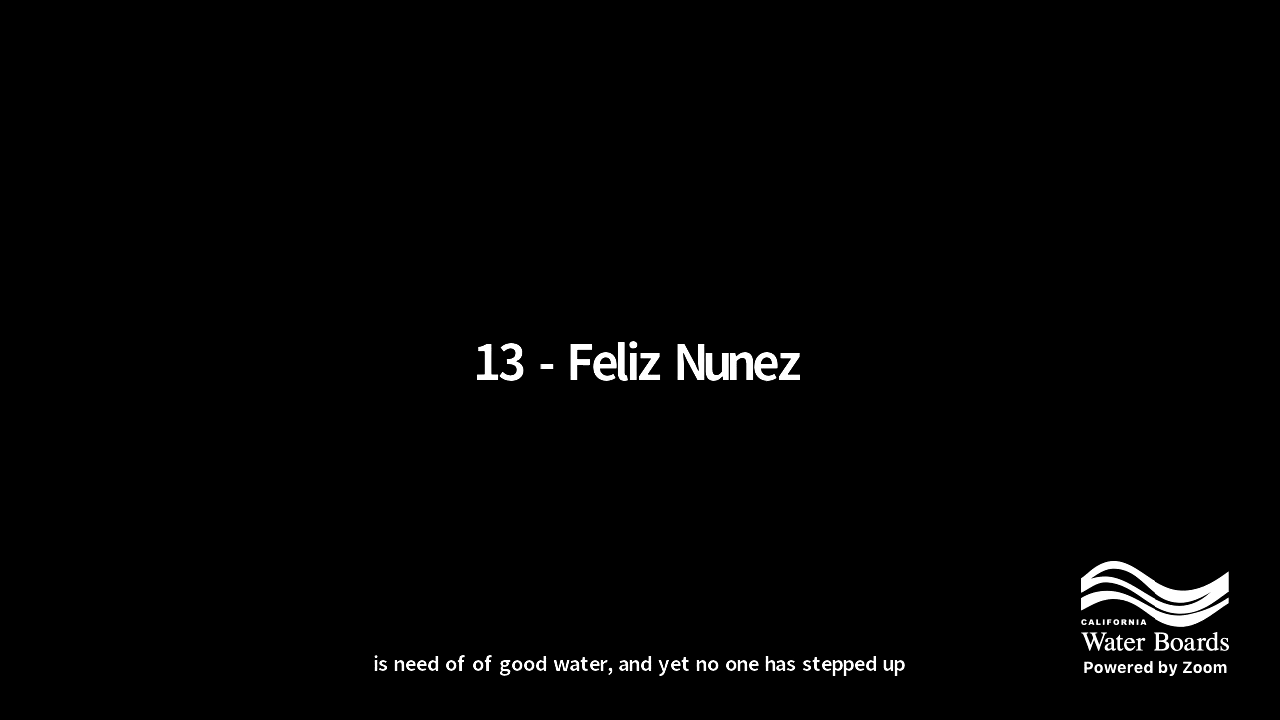 13 - Feliz Nunez
CALIFORNIA
Water Boards
is need of of good water, and yet no one has stepped up
Powered by Zoom